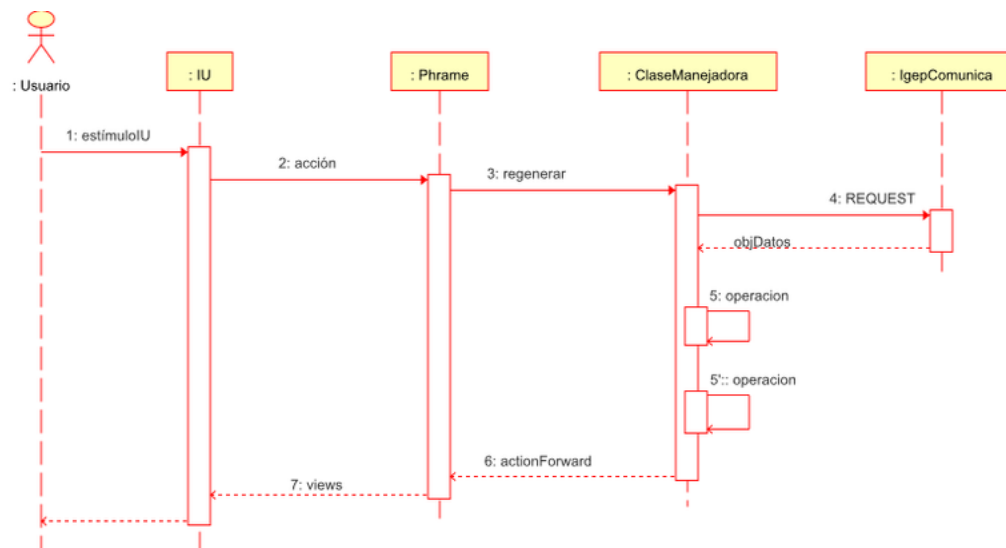 : Usuario
: IU
: Phrame
: ClaseManejadora
: IgepComunica
1: estímuloIU
2: acción
3: regenerar
4: REQUEST
objDatos
5: operacion
5':: operacion
6: actionForward
7: views